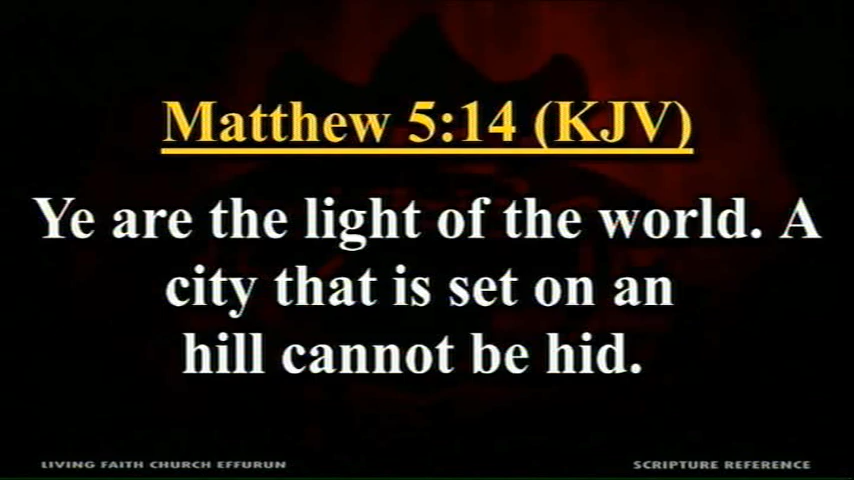 Matthew 5:14 (KJV)
Ye are the light of the world. A
city that is set on an
hill cannot be hid.
LIVING FAITH CHURCH EFFURUN
SCRIPTURE REFERENCE